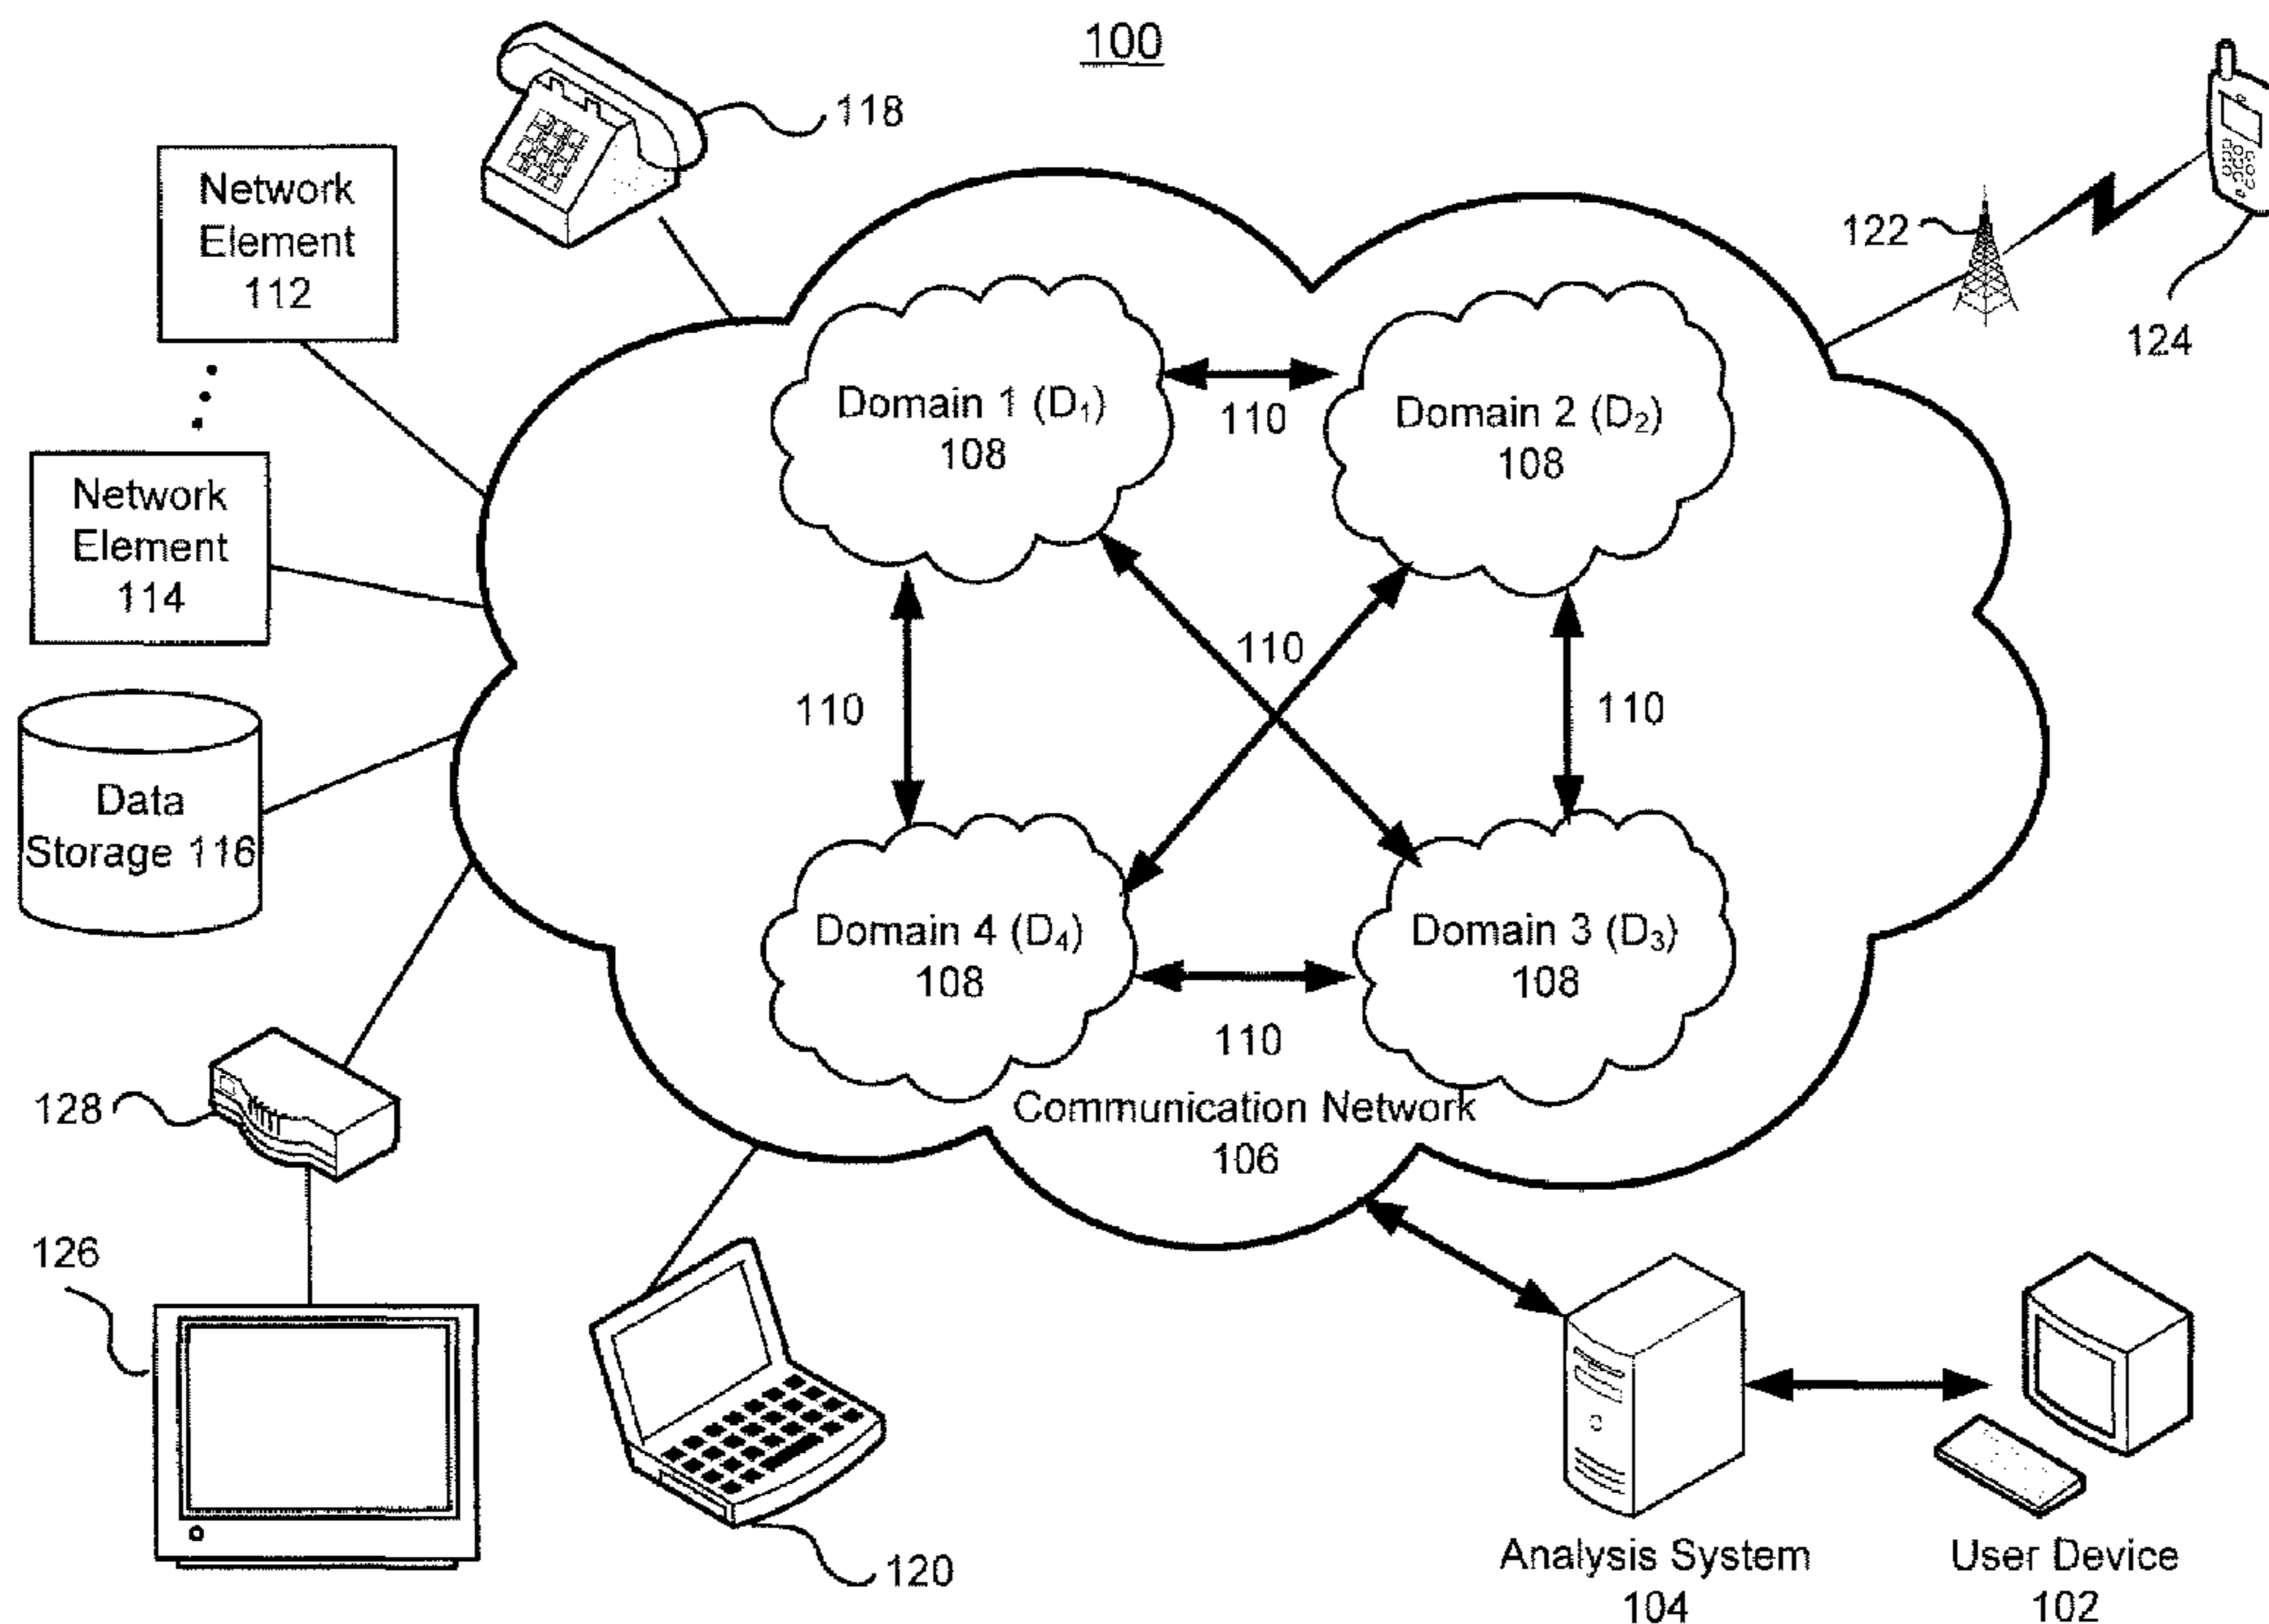 100
118
Network
Element
112
122
124
Domain 1 (D₁)
108
110
Domain 2 (D₂)
108
Network
Element
114
110
110
110
Data
Storage 116
Domain 4 (D₄)
108
Domain 3 (D₃)
108
110
Communication Network
106
128
126
120
Analysis System
104
User Device
102